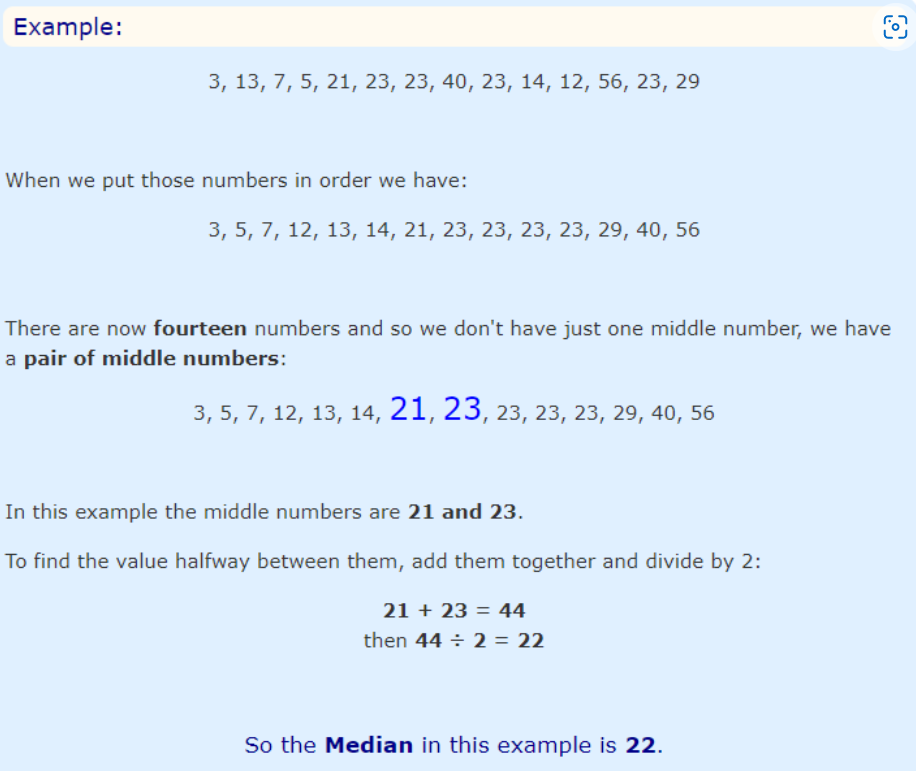 Example:
3, 13, 7, 5, 21, 23, 23, 40, 23, 14, 12, 56, 23, 29
When we put those numbers in order we have:
3, 5, 7, 12, 13, 14, 21, 23, 23, 23, 23, 29, 40, 56
There are now fourteen numbers and so we don't have just one middle number, we have
a pair of middle numbers:
3, 5, 7, 12, 13, 14, 21, 23, 23, 23, 23, 29, 40, 56
In this example the middle numbers are 21 and 23.
To find the value halfway between them, add them together and divide by 2:
21 + 23 = 44
then 44 ÷ 2 = 22
So the Median in this example is 22.